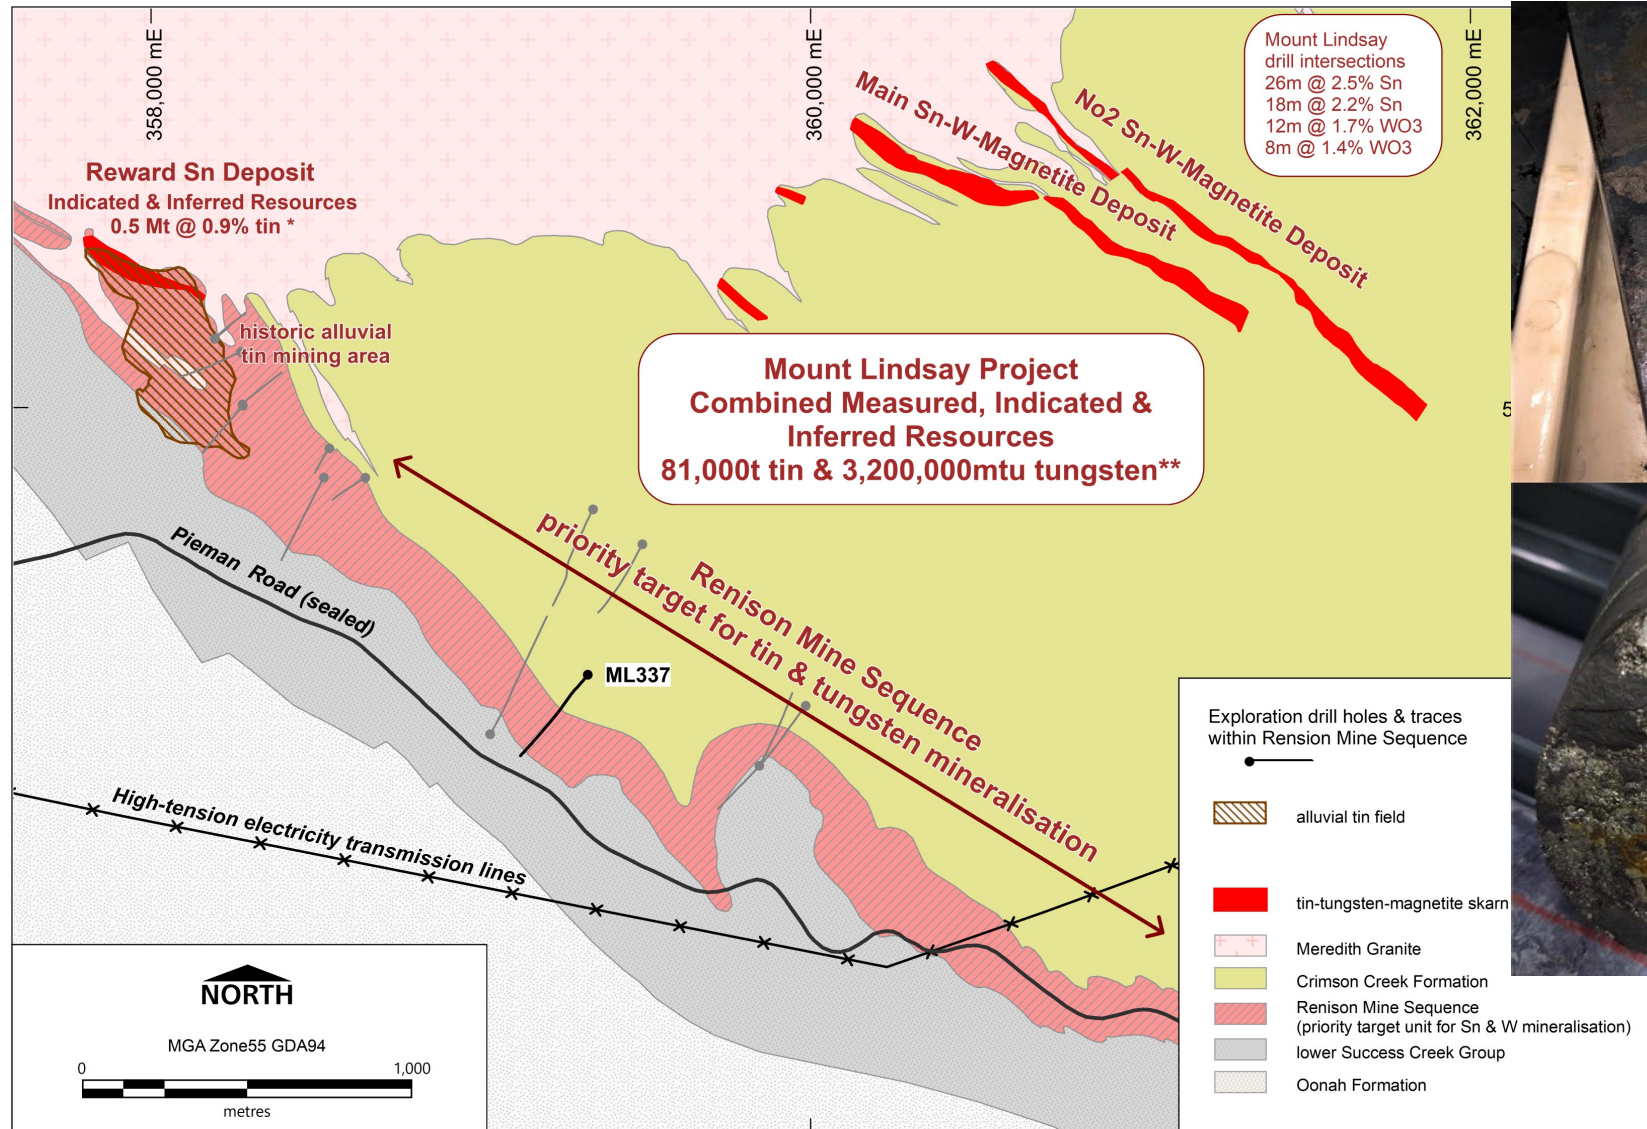 358,000 mE
360,000 mE
362,000 mE
Mount Lindsay
drill intersections
26m @ 2.5% Sn
18m @ 2.2% Sn
12m @ 1.7% WO3
8m @ 1.4% WO3
Main Sn-W-Magnetite Deposit
No2 Sn-W-Magnetite Deposit
Reward Sn Deposit
Indicated & Inferred Resources
0.5 Mt @ 0.9% tin *
historic alluvial
tin mining area
Mount Lindsay Project
Combined Measured, Indicated &
Inferred Resources
81,000t tin & 3,200,000mtu tungsten**
5
Renison Mine Sequence
priority target for tin & tungsten mineralisation
Pieman Road (sealed)
ML337
High-tension electricity transmission lines
Exploration drill holes & traces
within Rension Mine Sequence
alluvial tin field
tin-tungsten-magnetite skarn
Meredith Granite
Crimson Creek Formation
Renison Mine Sequence
(priority target unit for Sn & W mineralisation)
lower Success Creek Group
Oonah Formation
NORTH
MGA Zone55 GDA94
0 1,000
metres